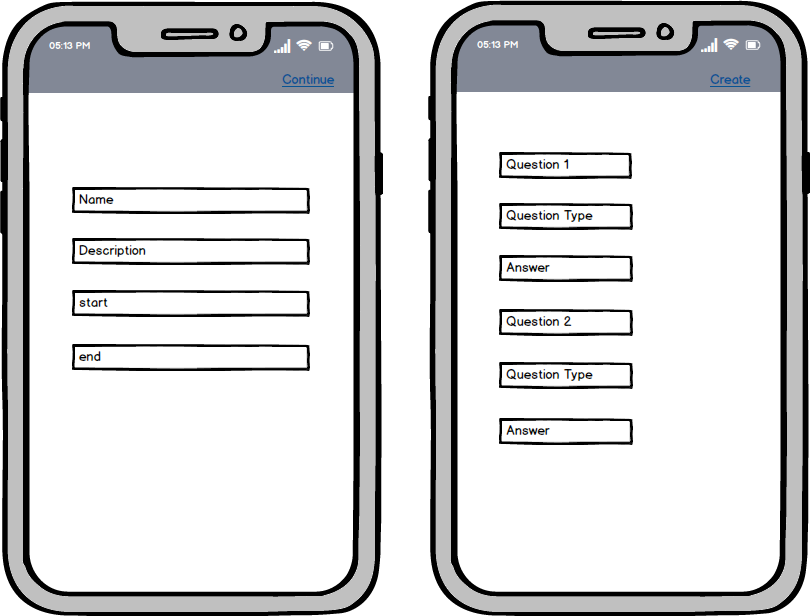 05:13 PM
Continue
Name
Description
start
end
05:13 PM
Create
Question 1
Question Type
Answer
Question 2
Question Type
Answer